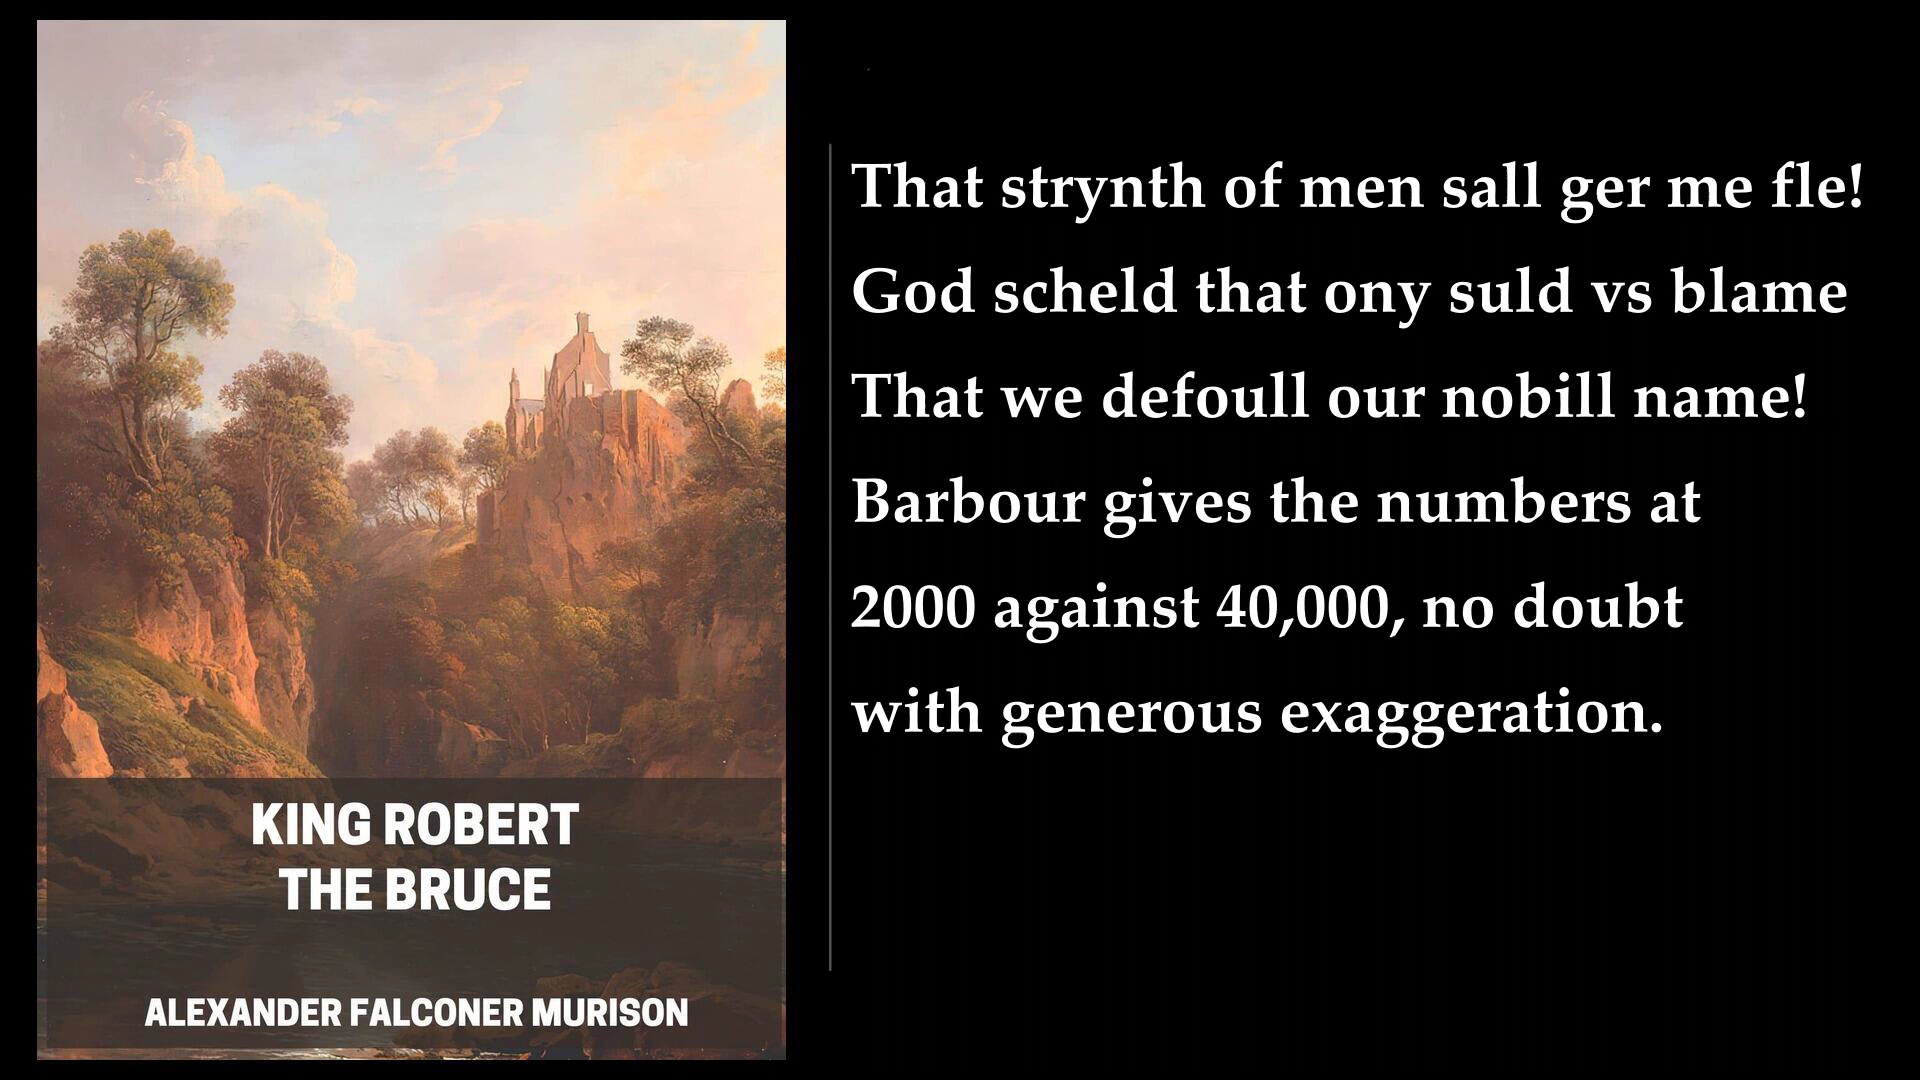 KING ROBERT
THE BRUCE
ALEXANDER FALCONER MURISON
That strynth of men sall ger me fle!
God scheld that ony suld vs blame
That we defoull our nobill name!
Barbour gives the numbers at
2000 against 40,000, no doubt
with generous exaggeration.